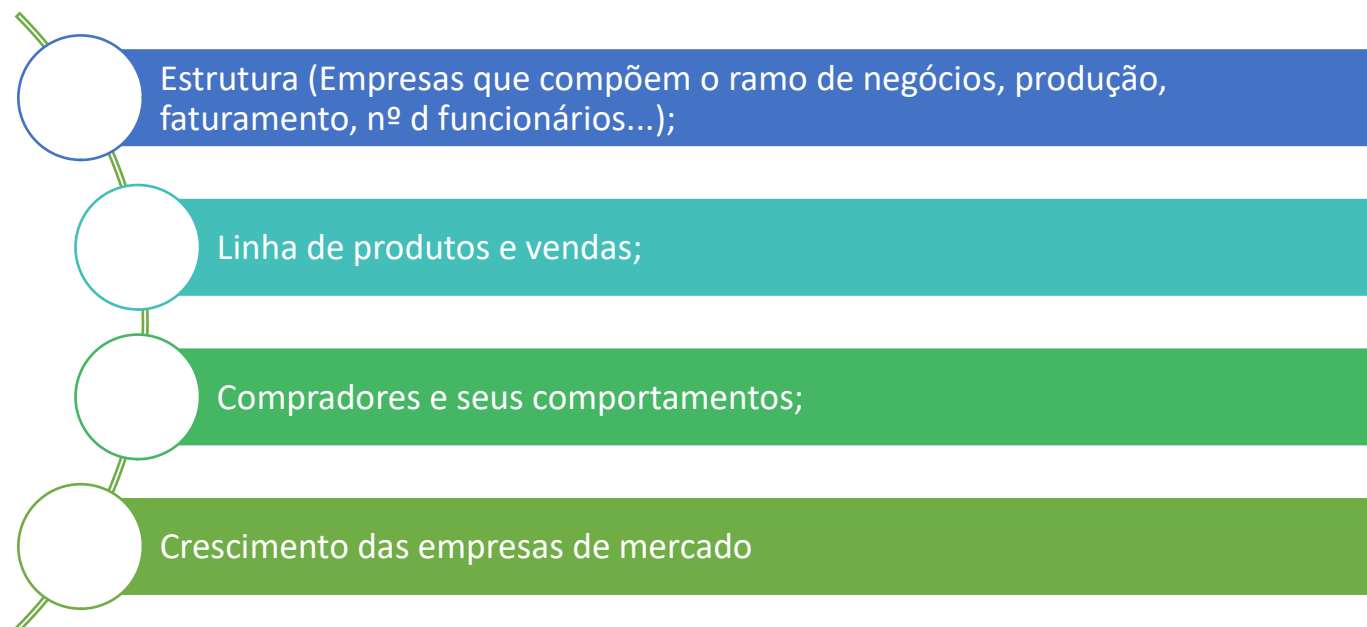 Estrutura (Empresas que compõem o ramo de negócios, produção,
faturamento, nº d funcionários...);
Linha de produtos e vendas;
Compradores e seus comportamentos;
Crescimento das empresas de mercado